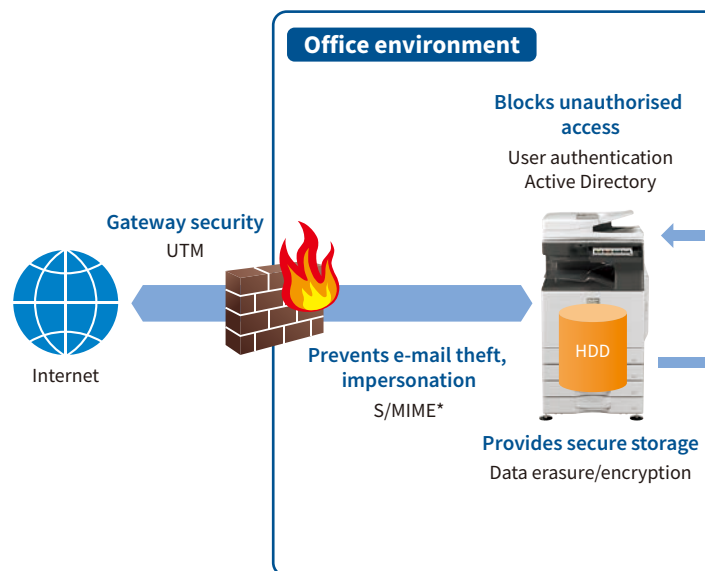 Office environment
Blocks unauthorised
access
User authentication
Active Directory
Gateway security
UTM
Internet
HDD
Prevents e-mail theft,
impersonation
S/MIME*
Provides secure storage
Data erasure/encryption